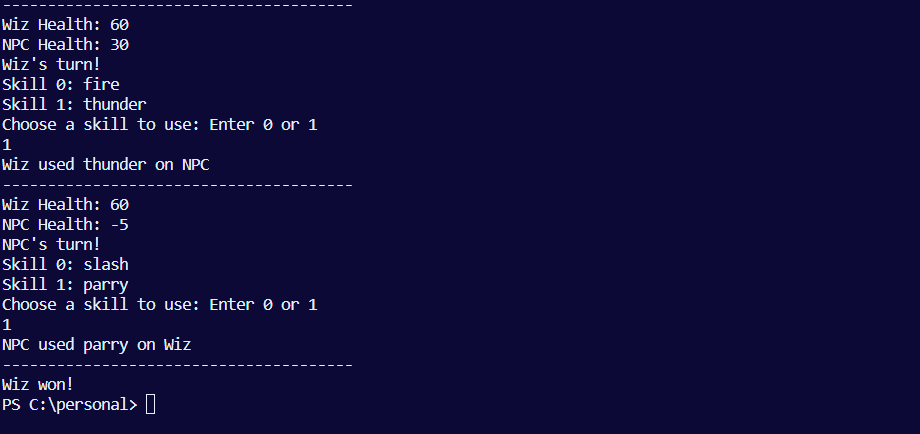 --------------------------------------
Wiz Health: 60
NPC Health: 30
Wiz's turn!
Skill 0: fire
Skill 1: thunder
Choose a skill to use: Enter 0 or 1
1
Wiz used thunder on NPC
--------------------------------------
Wiz Health: 60
NPC Health: -5
NPC's turn!
Skill 0: slash
Skill 1: parry
Choose a skill to use: Enter 0 or 1
1
NPC used parry on Wiz
--------------------------------------
Wiz won!
PS C:\personal>